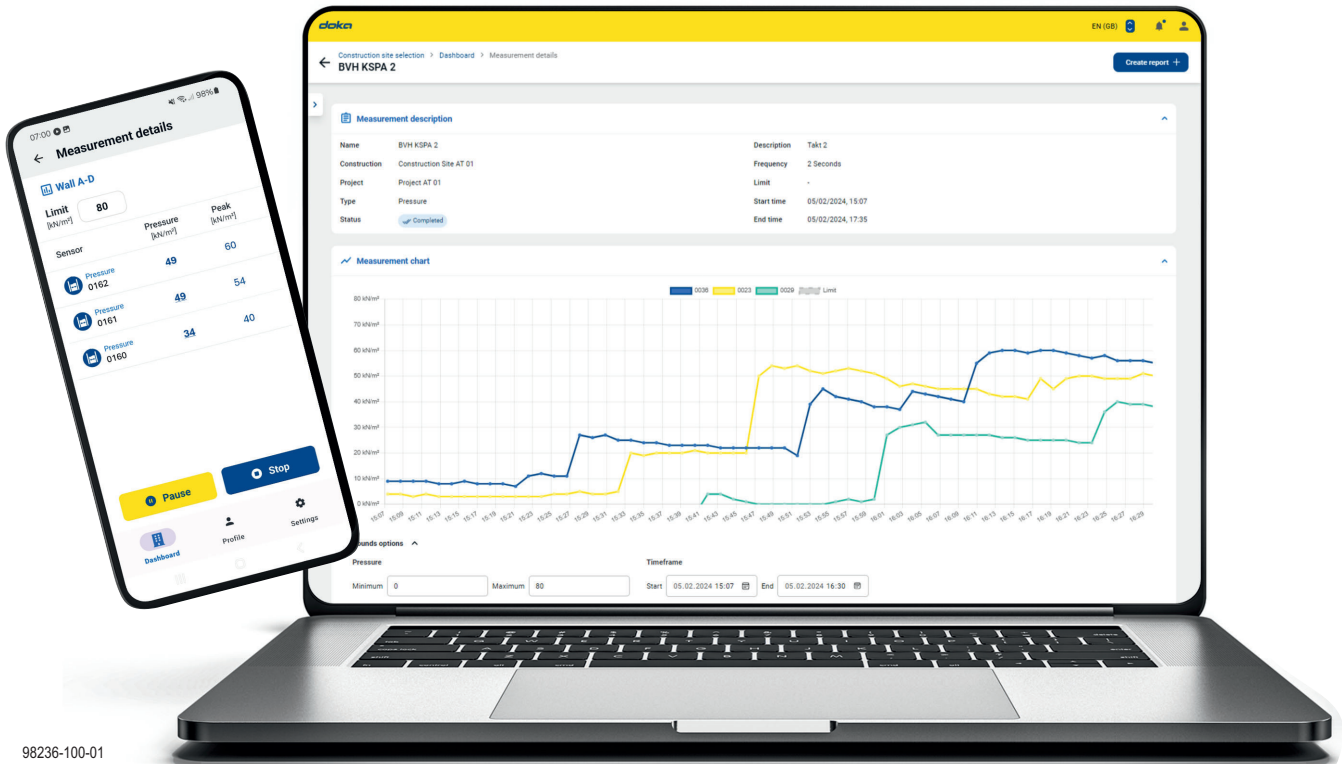 07:00 98%
Measurement details
Wall A-D
Limit
[kN/m²]
80
Sensor Pressure Peak
[kN/m²] [kN/m²]
Pressure
0162 49 60
Pressure
0161 49 54
Pressure
0160 34 40
Pause Stop
Dashboard Profile Settings
doka EN (GB)
Construction site selection > Dashboard > Measurement details
BVH KSPA 2 Create report +
Measurement description
Name BVH KSPA 2 Description Takt 2
Construction Construction Site AT 01 Frequency 2 Seconds
Project Project AT 01 Limit -
Type Pressure Start time 05/02/2024, 15:07
Status Completed End time 05/02/2024, 17:35
Measurement chart
0036 0023 0029 Limit
80 kN/m²
70 kN/m²
60 kN/m²
50 kN/m²
40 kN/m²
30 kN/m²
20 kN/m²
10 kN/m²
0 kN/m²
15:07 15:09 15:11 15:13 15:15 15:17 15:19 15:21 15:23 15:25 15:27 15:29 15:31 15:33 15:35 15:37 15:39 15:41 15:43 15:45 15:47 15:49 15:51 15:53 15:55 15:57 15:59 16:01 16:03 16:05 16:07 16:09 16:11 16:13 16:15 16:17 16:19 16:21 16:23 16:25 16:27 16:29
options
Pressure Timeframe
Minimum 0 Maximum 80 Start 05.02.2024 15:07 End 05.02.2024 16:30
98236-100-01